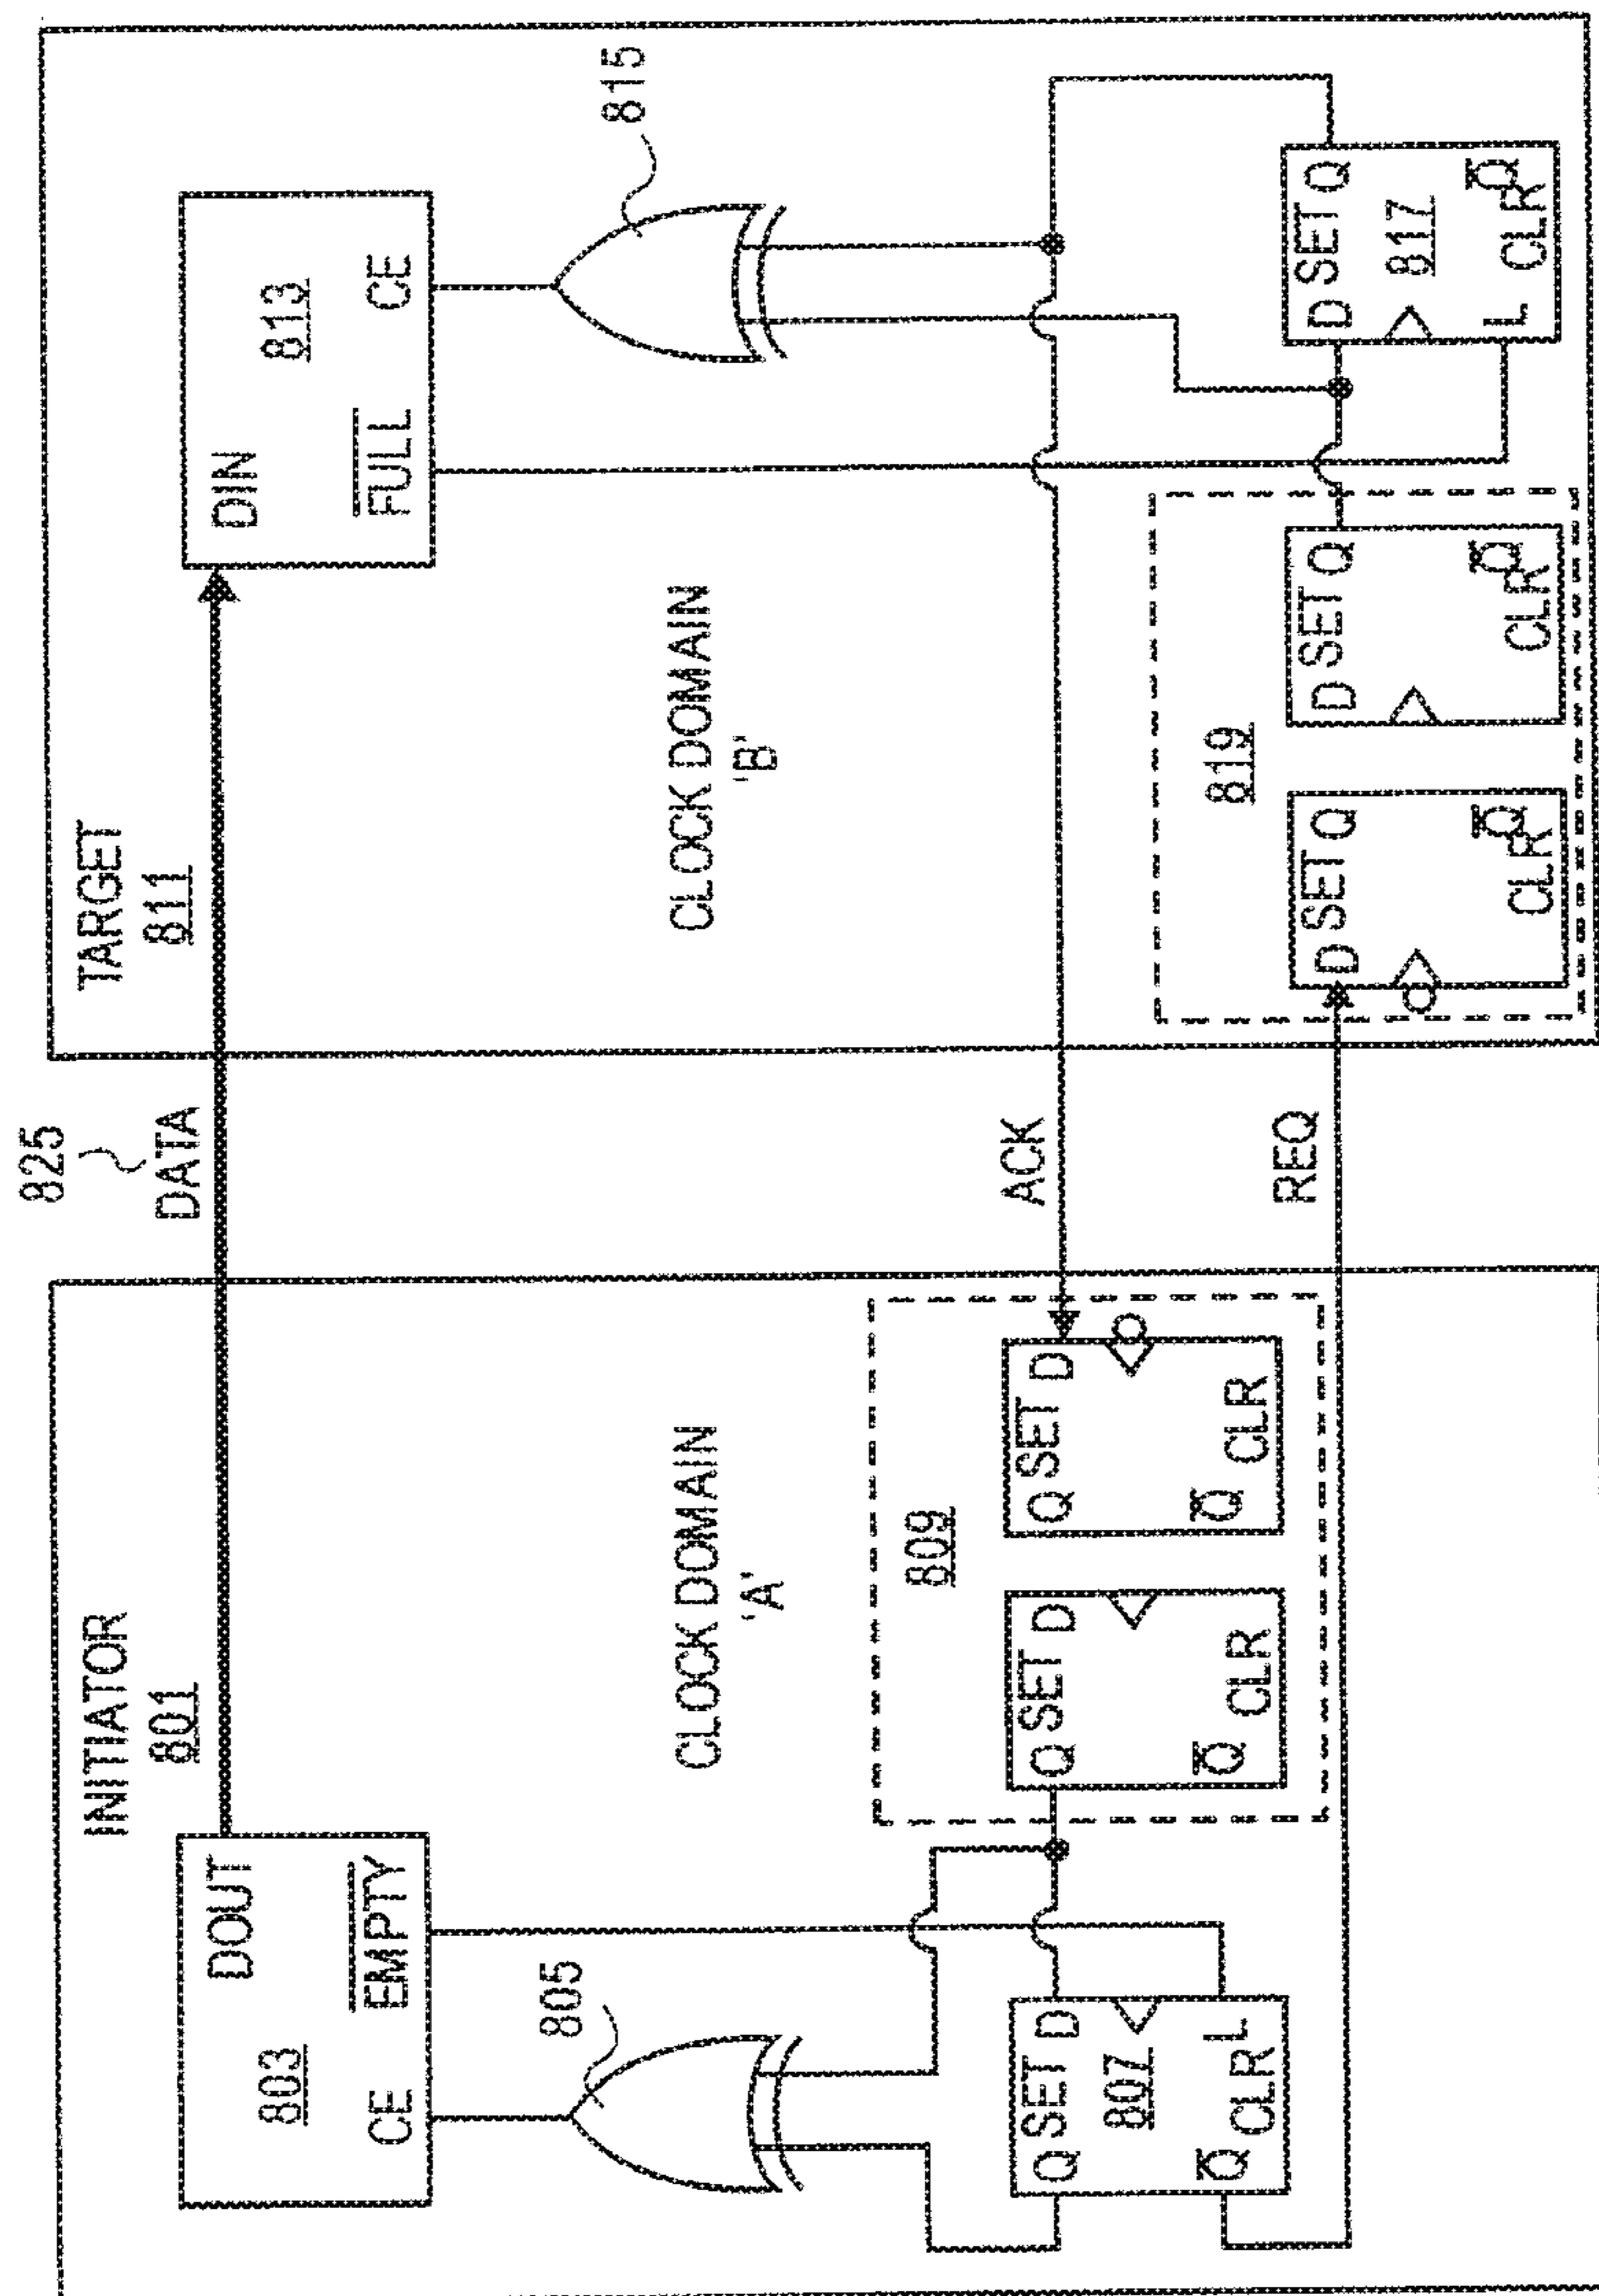 INITIATOR
801
803
DOUT
CE
EMPTY
805
CLOCK DOMAIN
'A'
809
Q SET D
807
L
Q CLR
Q SET D
Q CLR
Q SET D
Q CLR
825
DATA
ACK
REQ
TARGET
811
DIN
813
FULL
CE
815
CLOCK DOMAIN
'B'
819
D SET Q
CLR Q
D SET Q
CLR Q
D SET Q
817
L
CLR Q